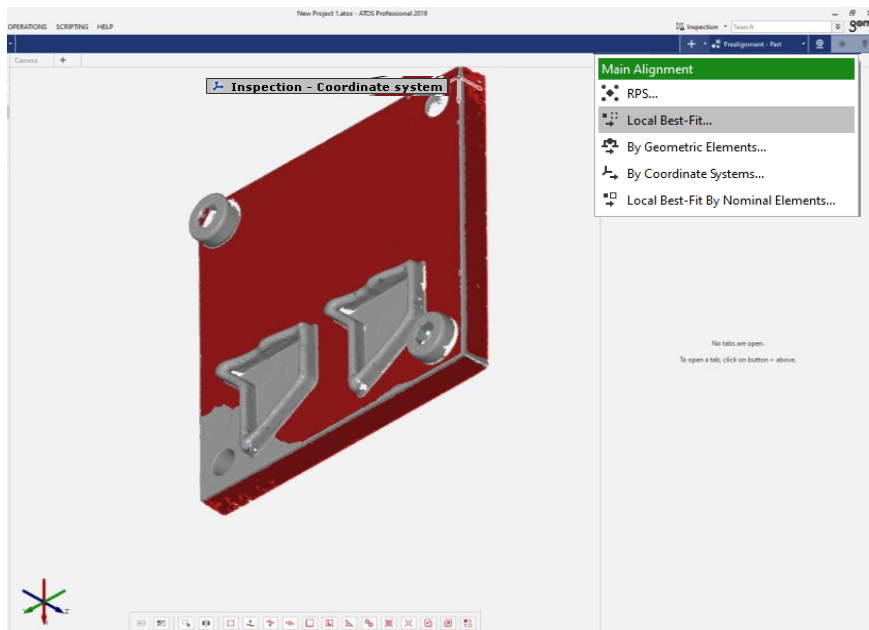 New Project 1.atos - ATOS Professional 2019
OPERATIONS SCRIPTING HELP
Inspection
Search
gom
Prealignment - Part
Camera
Inspection - Coordinate system
Main Alignment
RPS...
Local Best-Fit...
By Geometric Elements...
By Coordinate Systems...
Local Best-Fit By Nominal Elements...
No tabs are open.
To open a tab, click on button + above.